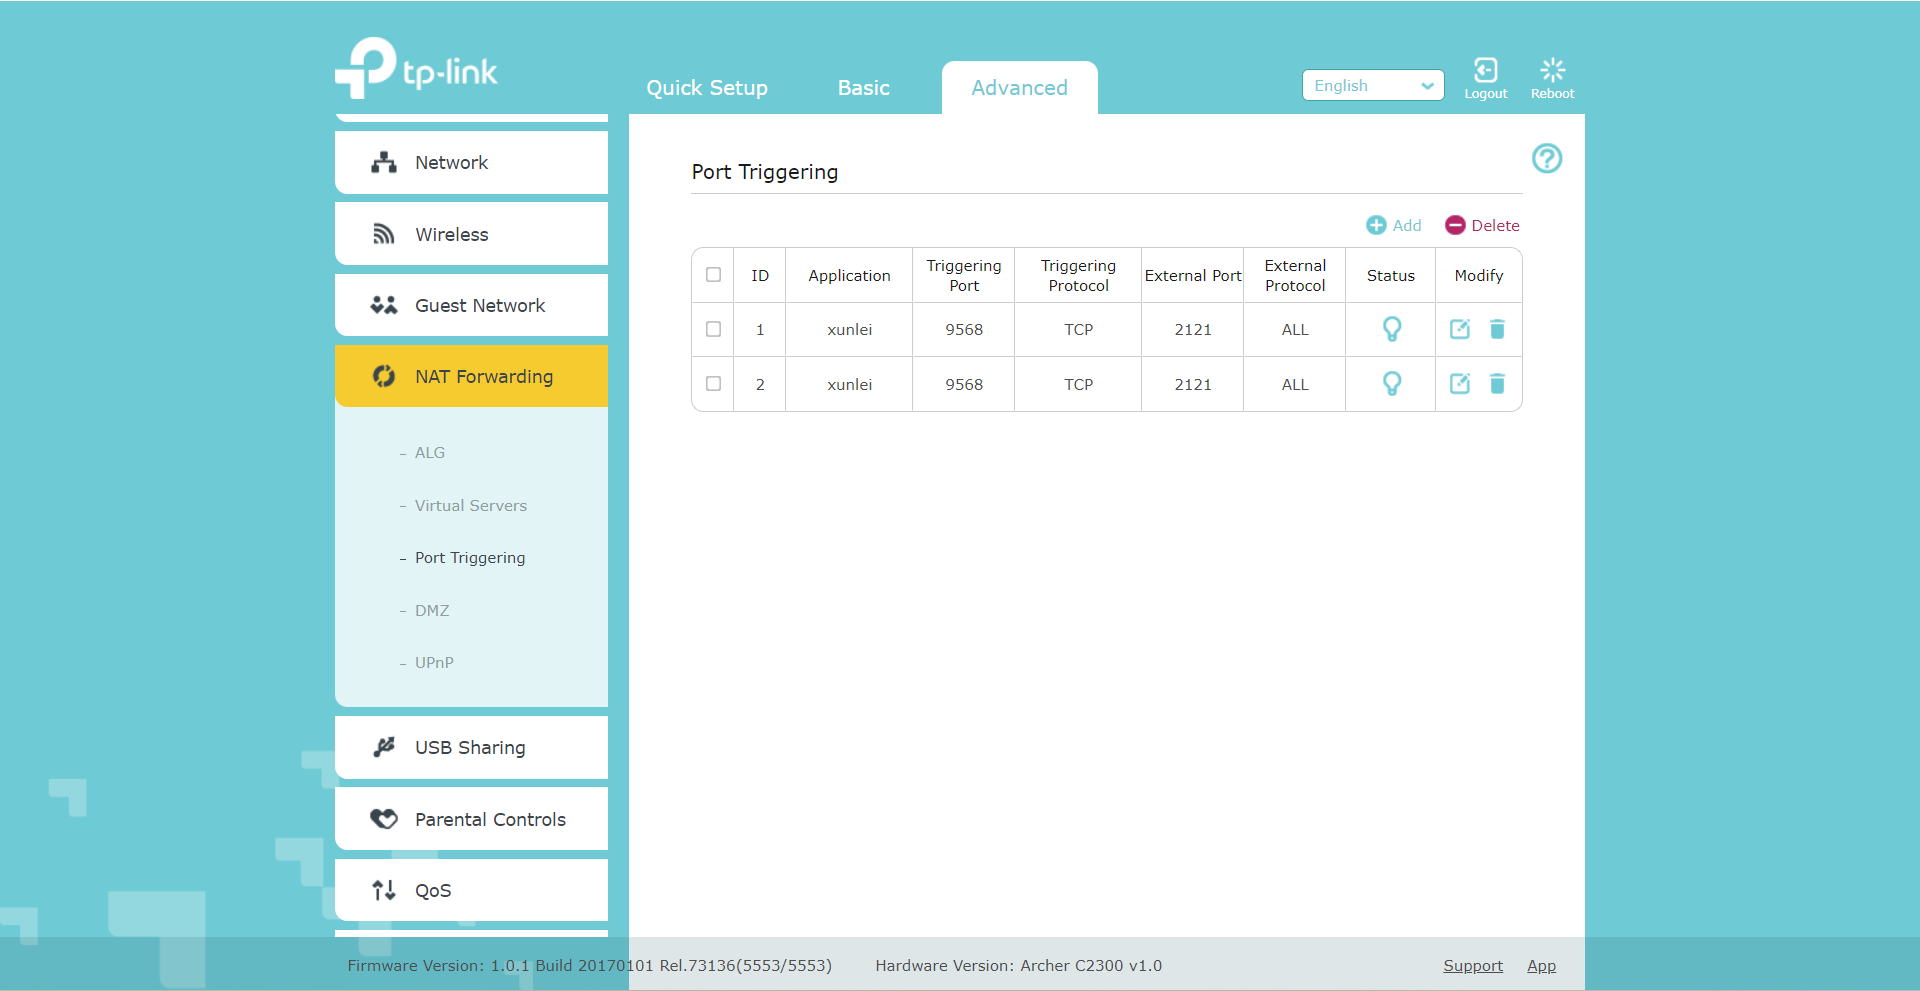 tp-link
Quick Setup
Basic
Advanced
English
Logout
Reboot
Network
Wireless
Guest Network
NAT Forwarding
- ALG
- Virtual Servers
- Port Triggering
- DMZ
- UPnP
USB Sharing
Parental Controls
QoS
Port Triggering
?
Add
Delete
ID Application Triggering Port Triggering Protocol External Port External Protocol Status Modify
1 xunlei 9568 TCP 2121 ALL
2 xunlei 9568 TCP 2121 ALL
Firmware Version: 1.0.1 Build 20170101 Rel.73136(5553/5553) Hardware Version: Archer C2300 v1.0
Support App